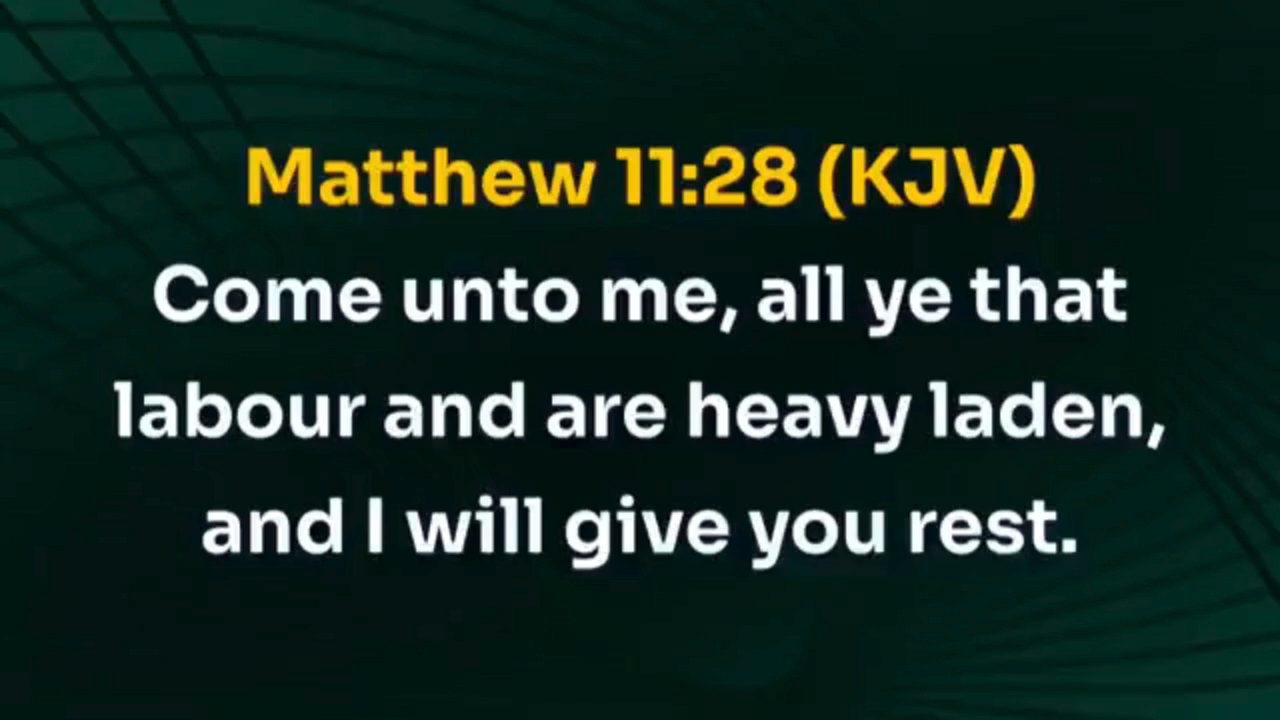 Matthew 11:28 (KJV)
Come unto me, all ye that
labour and are heavy laden,
and I will give you rest.